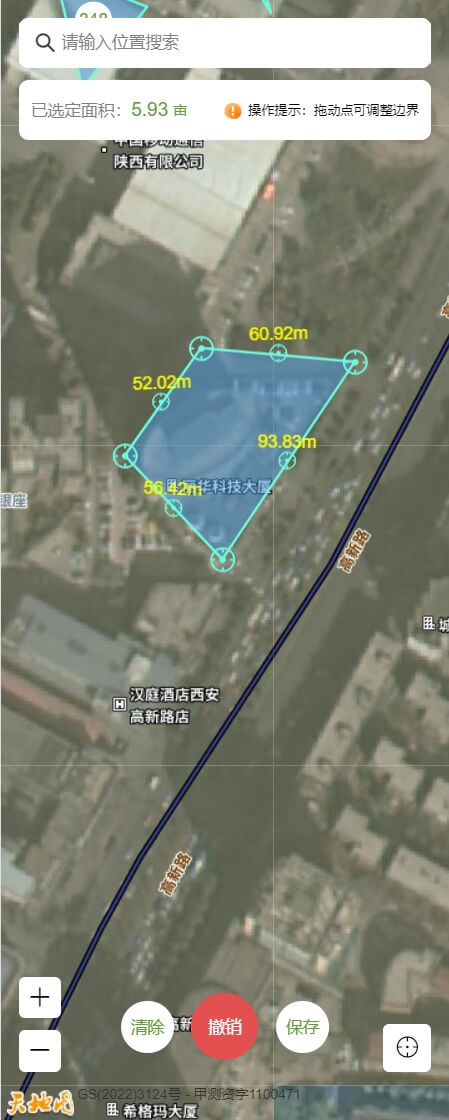 348
请输入位置搜索
已选定面积：5.93 亩
操作提示：拖动点可调整边界
中国移动通信
陕西有限公司
60.92m
52.02m
93.83m
56.42m
丽华科技大厦
银座
高新路
城
汉庭酒店西安
高新路店
高新路
清除
高新
撤销
保存
天地图
GS(2022)3124号 - 甲测资字1100471
希格玛大厦